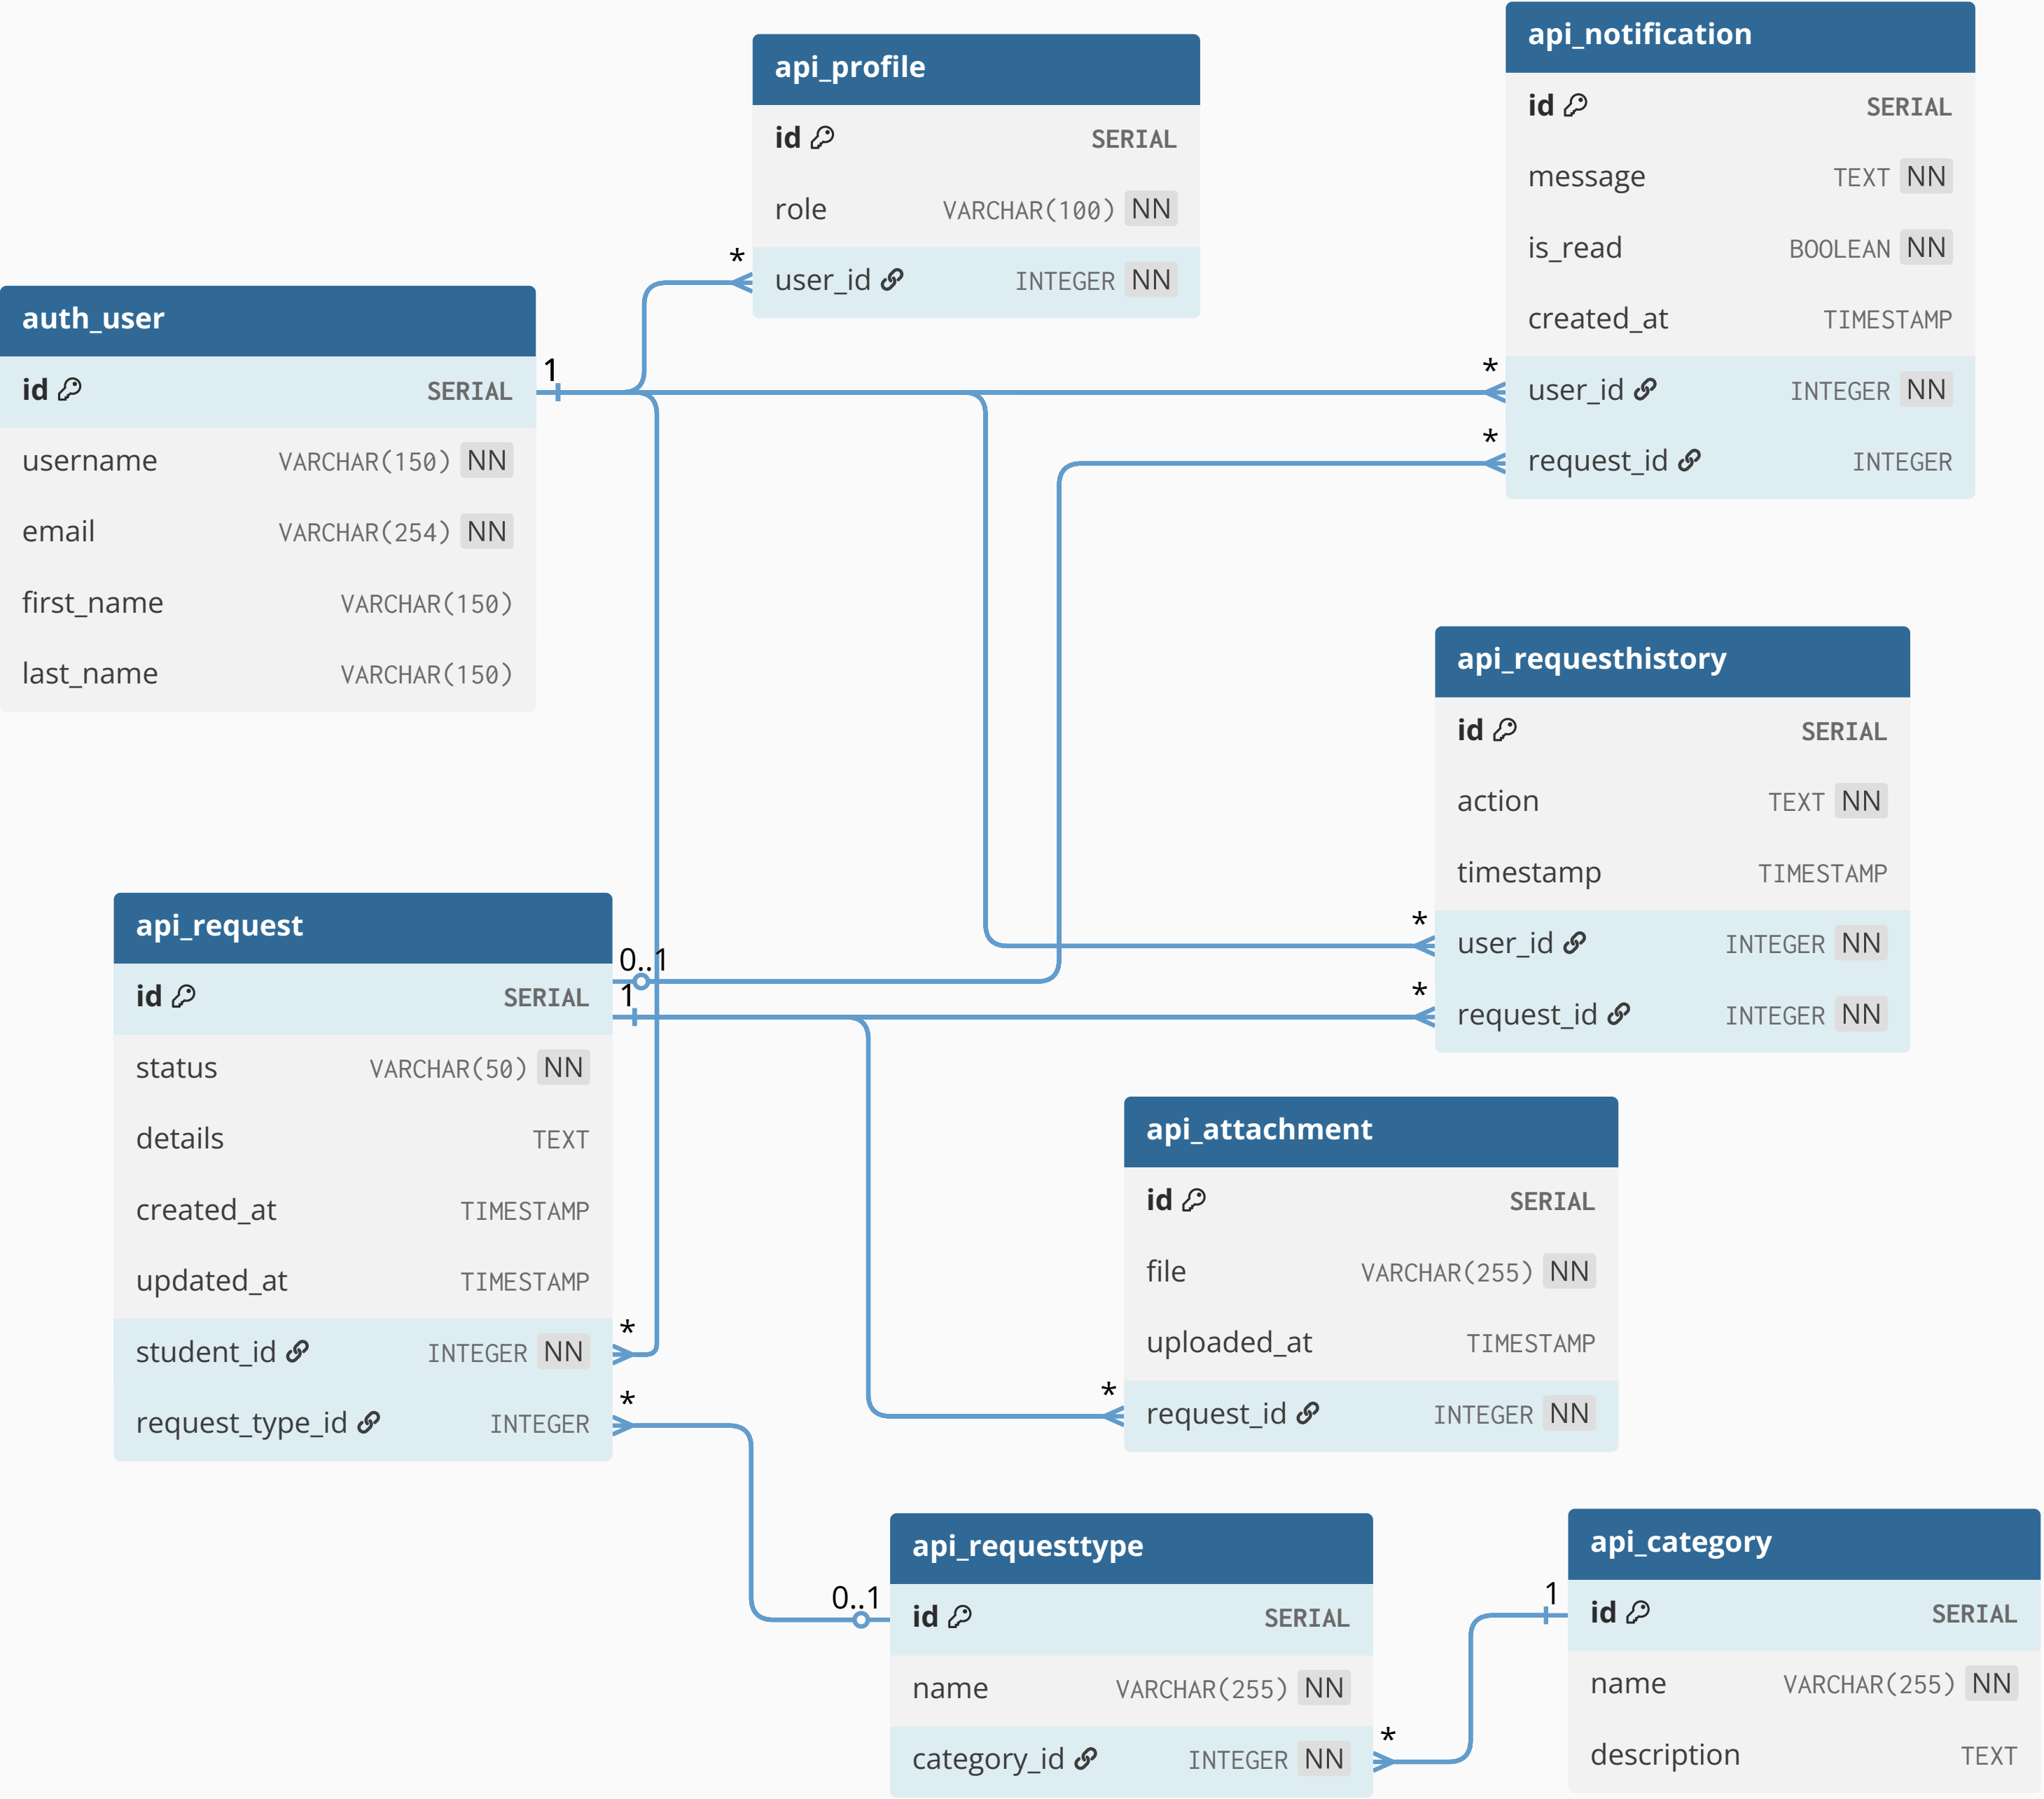 api_profile
id SERIAL
role VARCHAR(100) NN
* user_id INTEGER NN
api_notification
id SERIAL
message TEXT NN
is_read BOOLEAN NN
created_at TIMESTAMP
* user_id INTEGER NN
* request_id INTEGER
auth_user
id SERIAL 1
username VARCHAR(150) NN
email VARCHAR(254) NN
first_name VARCHAR(150)
last_name VARCHAR(150)
api_requesthistory
id SERIAL
action TEXT NN
timestamp TIMESTAMP
* user_id INTEGER NN
* request_id INTEGER NN
api_request
0..1
id SERIAL 1
status VARCHAR(50) NN
details TEXT
created_at TIMESTAMP
updated_at TIMESTAMP
student_id INTEGER NN *
request_type_id INTEGER *
api_attachment
id SERIAL
file VARCHAR(255) NN
uploaded_at TIMESTAMP
* request_id INTEGER NN
api_requesttype
0..1 id SERIAL
name VARCHAR(255) NN
category_id INTEGER NN *
api_category
1 id SERIAL
name VARCHAR(255) NN
description TEXT